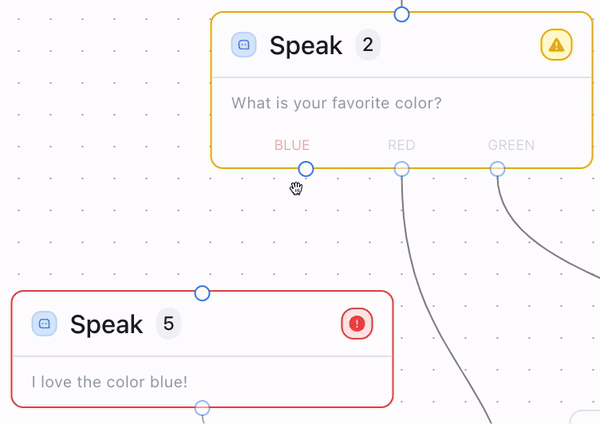 Speak 2
What is your favorite color?
BLUE RED GREEN
Speak 5
I love the color blue!